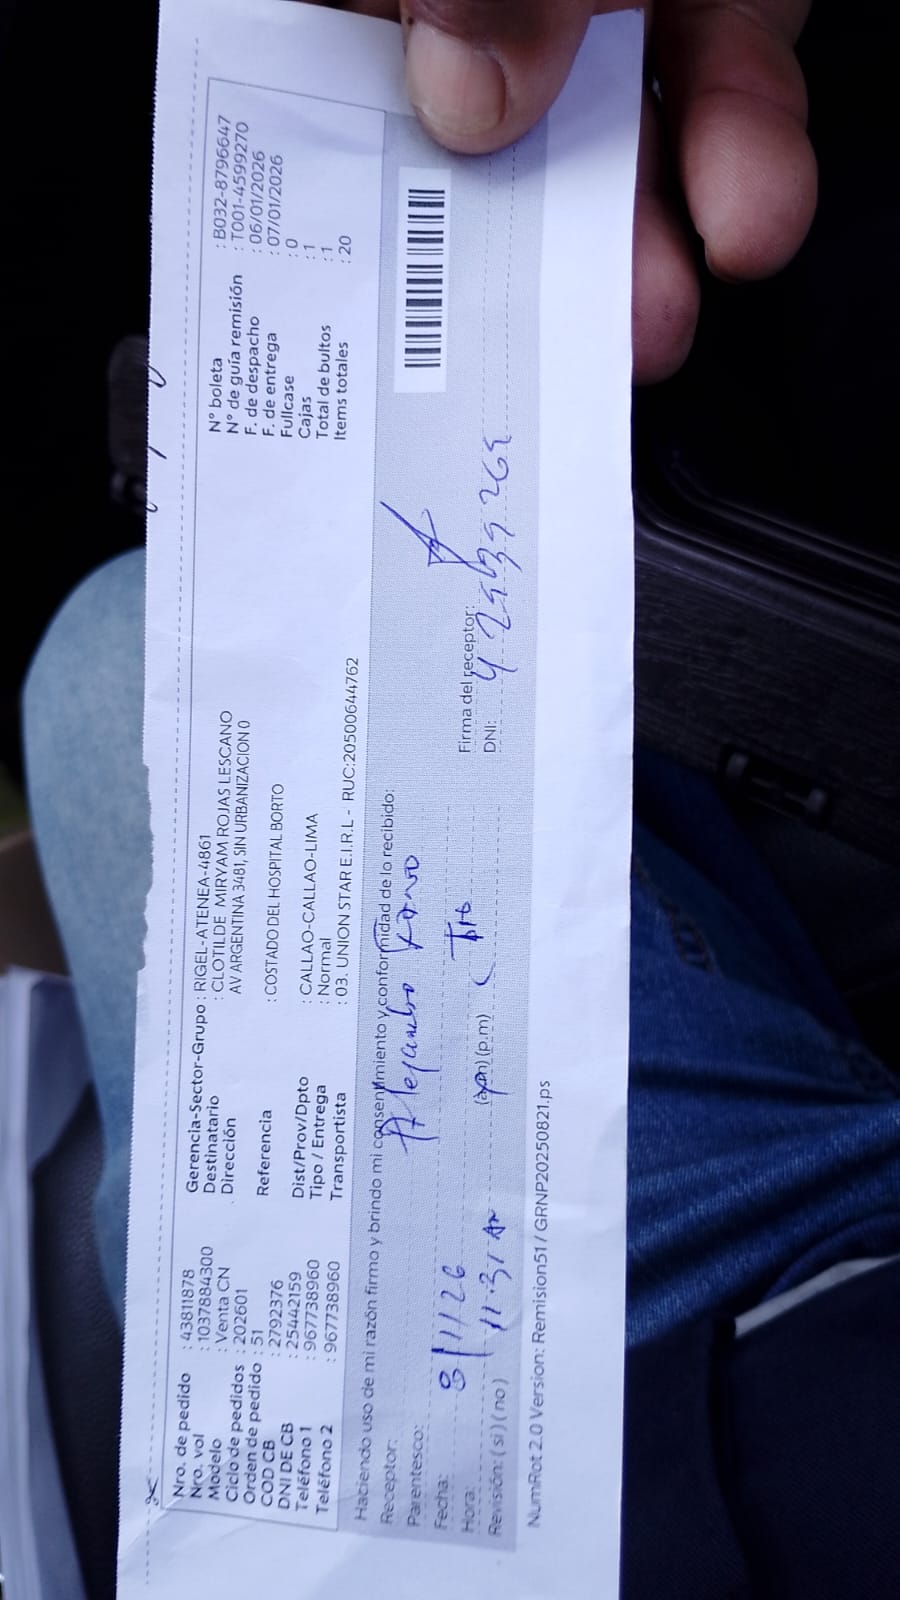 Nro. de pedido : 43811878
Nro. vol : 1037884300
Modelo : Venta CN
Ciclo de pedidos : 202601
Orden de pedido : 51
COD CB : 2792376
DNI DE CB : 25442159
Teléfono 1 : 967738960
Teléfono 2 : 967738960
Gerencia-Sector-Grupo : RIGEL-ATENEA-4861
Destinatario : CLOTILDE MIRYAM ROJAS LESCANO
Dirección AV ARGENTINA 3481, SIN URBANIZACION 0
Referencia : COSTADO DEL HOSPITAL BORTO
Dist/Prov/Dpto : CALLAO-CALLAO-LIMA
Tipo / Entrega : Normal
Transportista : 03. UNION STAR E.I.R.L - RUC:20500644762
N° boleta : B032-8796647
N° de guía remisión : T001-4599270
F. de despacho : 06/01/2026
F. de entrega : 07/01/2026
Fullcase : 0
Cajas : 1
Total de bultos : 1
Items totales : 20
Haciendo uso de mi razón firmo y brindo mi consentimiento y conformidad de lo recibido:
Receptor: Alejandro
Parentesco:
Fecha: 8/1/26
Hora: 11:31 (p.m)
Revisión: (si) (no)
Firma del receptor:
DNI:
NumRot 2.0 Version: Remision51 / GRNP20250821.ps